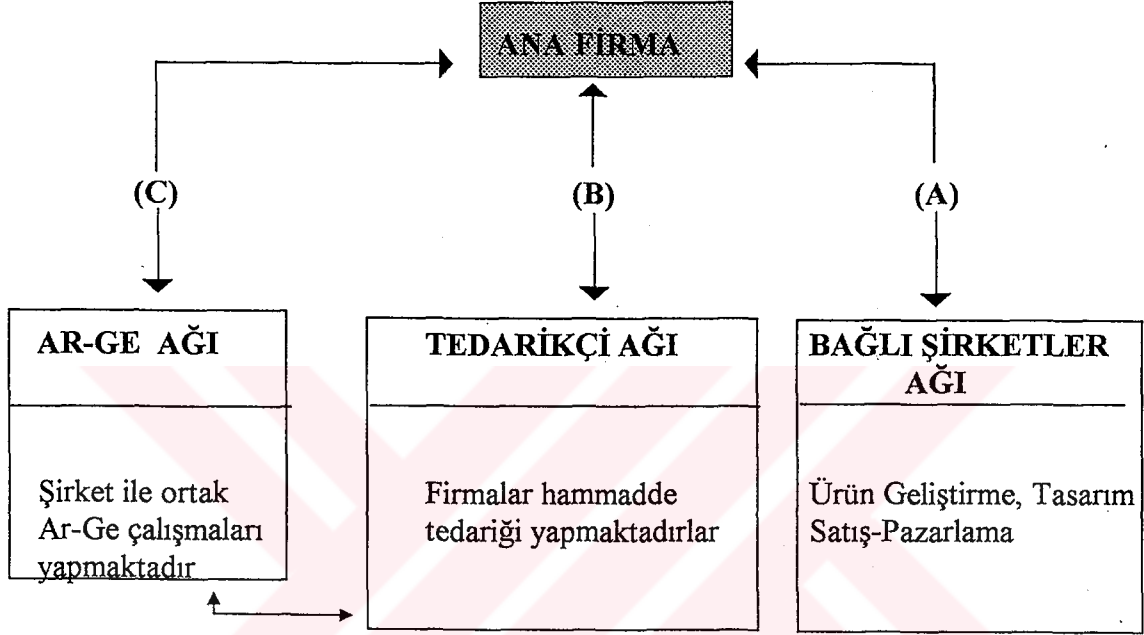 ANA FİRMA
(C)
(B)
(A)
AR-GE AĞI
Şirket ile ortak
Ar-Ge çalışmaları
yapmaktadır
TEDARİKÇİ AĞI
Firmalar hammadde
tedariği yapmaktadırlar
BAĞLI ŞİRKETLER
AĞI
Ürün Geliştirme, Tasarım
Satış-Pazarlama